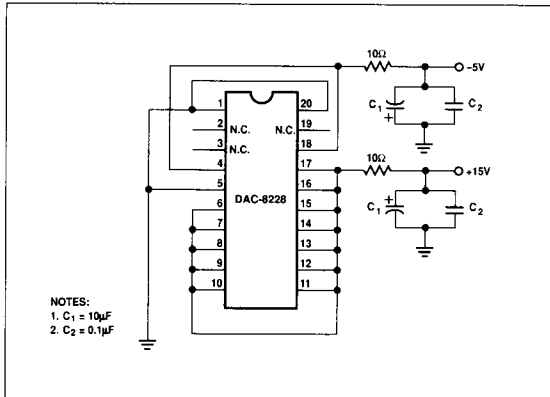 10Ω
–5V
C1
+
C2
1
20
2
N.C.
N.C.
19
3
N.C.
18
4
17
10Ω
+15V
5
DAC-8228
16
+
C1
C2
6
15
7
14
8
13
9
12
10
11
NOTES:
1. C1 = 10μF
2. C2 = 0.1μF